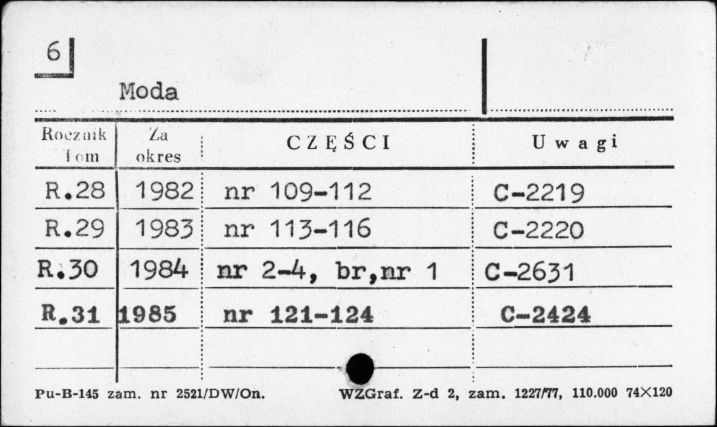 6
Moda
Rocznik Tom Za okres CZĘŚCI Uwagi
R.28 1982 nr 109-112 C-2219
R.29 1983 nr 113-116 C-2220
R.30 1984 nr 2-4, br,nr 1 C-2631
R.31 1985 nr 121-124 C-2424
Pu-B-145 zam. nr 2521/DW/On. WZGraf. Z-d 2, zam. 1227/77, 110.000 74×120